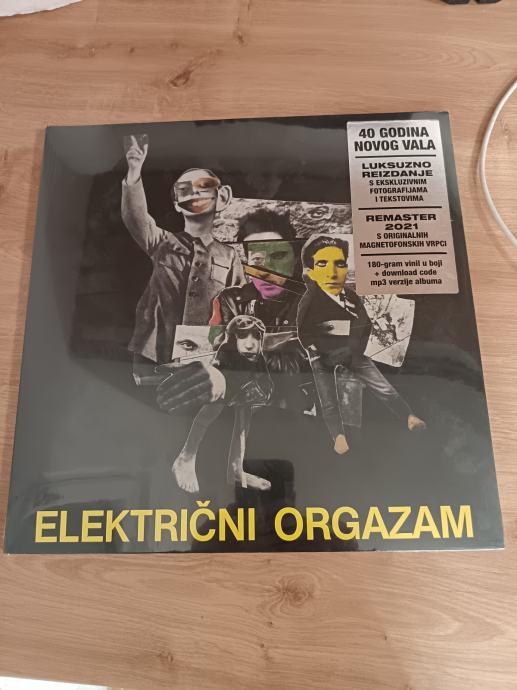 40 GODINA
NOVOG VALA
LUKSUZNO
REIZDANJE
S EKSKLUZIVNIM
FOTOGRAFIJAMA
I TEKSTOVIMA
REMASTER
2021
S ORIGINALNIH
MAGNETOFONSKIH VRPCI
180-gram vinil u boji
+ download code
mp3 verzije albuma
ELEKTRIČNI ORGAZAM